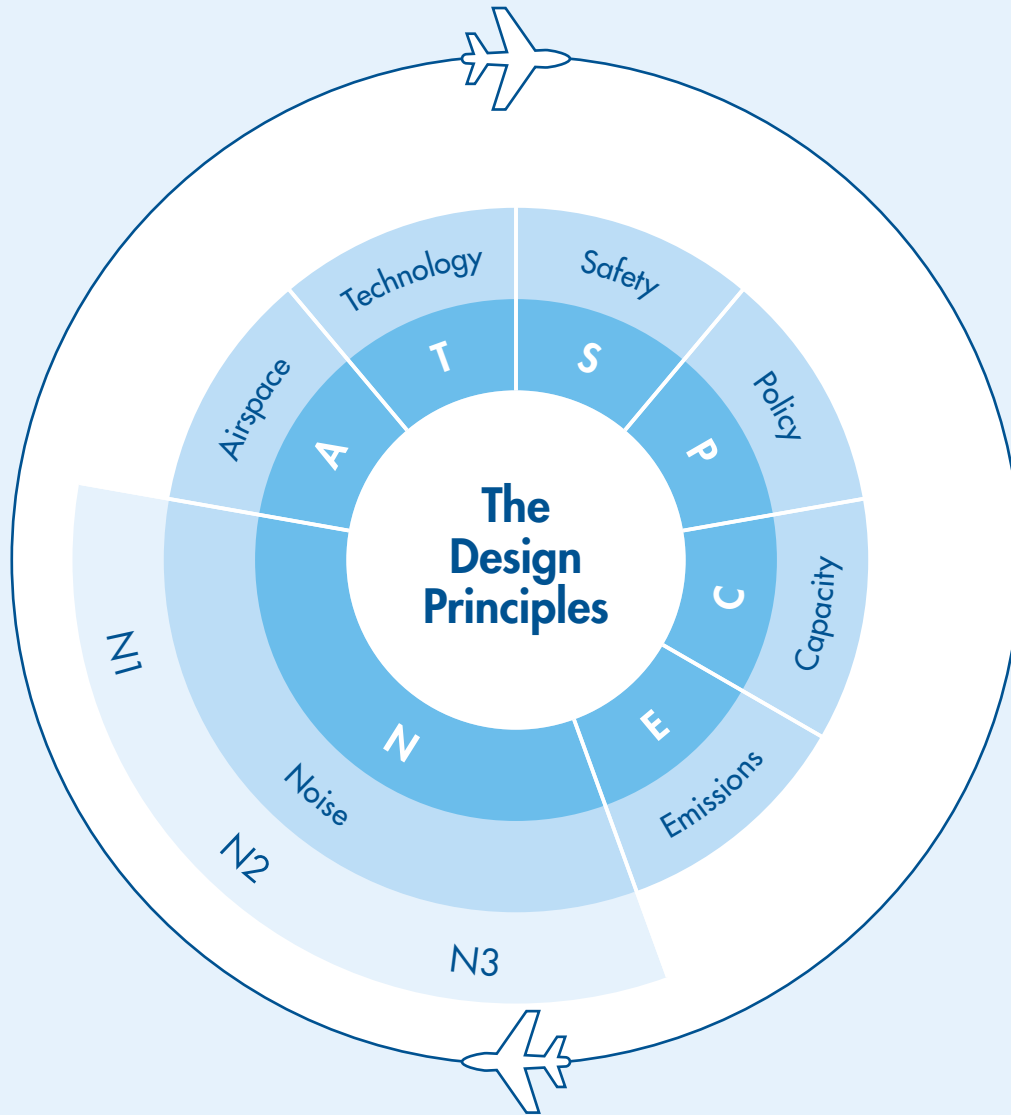 The
Design
Principles
S
Safety
P
Policy
C
Capacity
E
Emissions
N
Noise
N1
N2
N3
A
Airspace
T
Technology